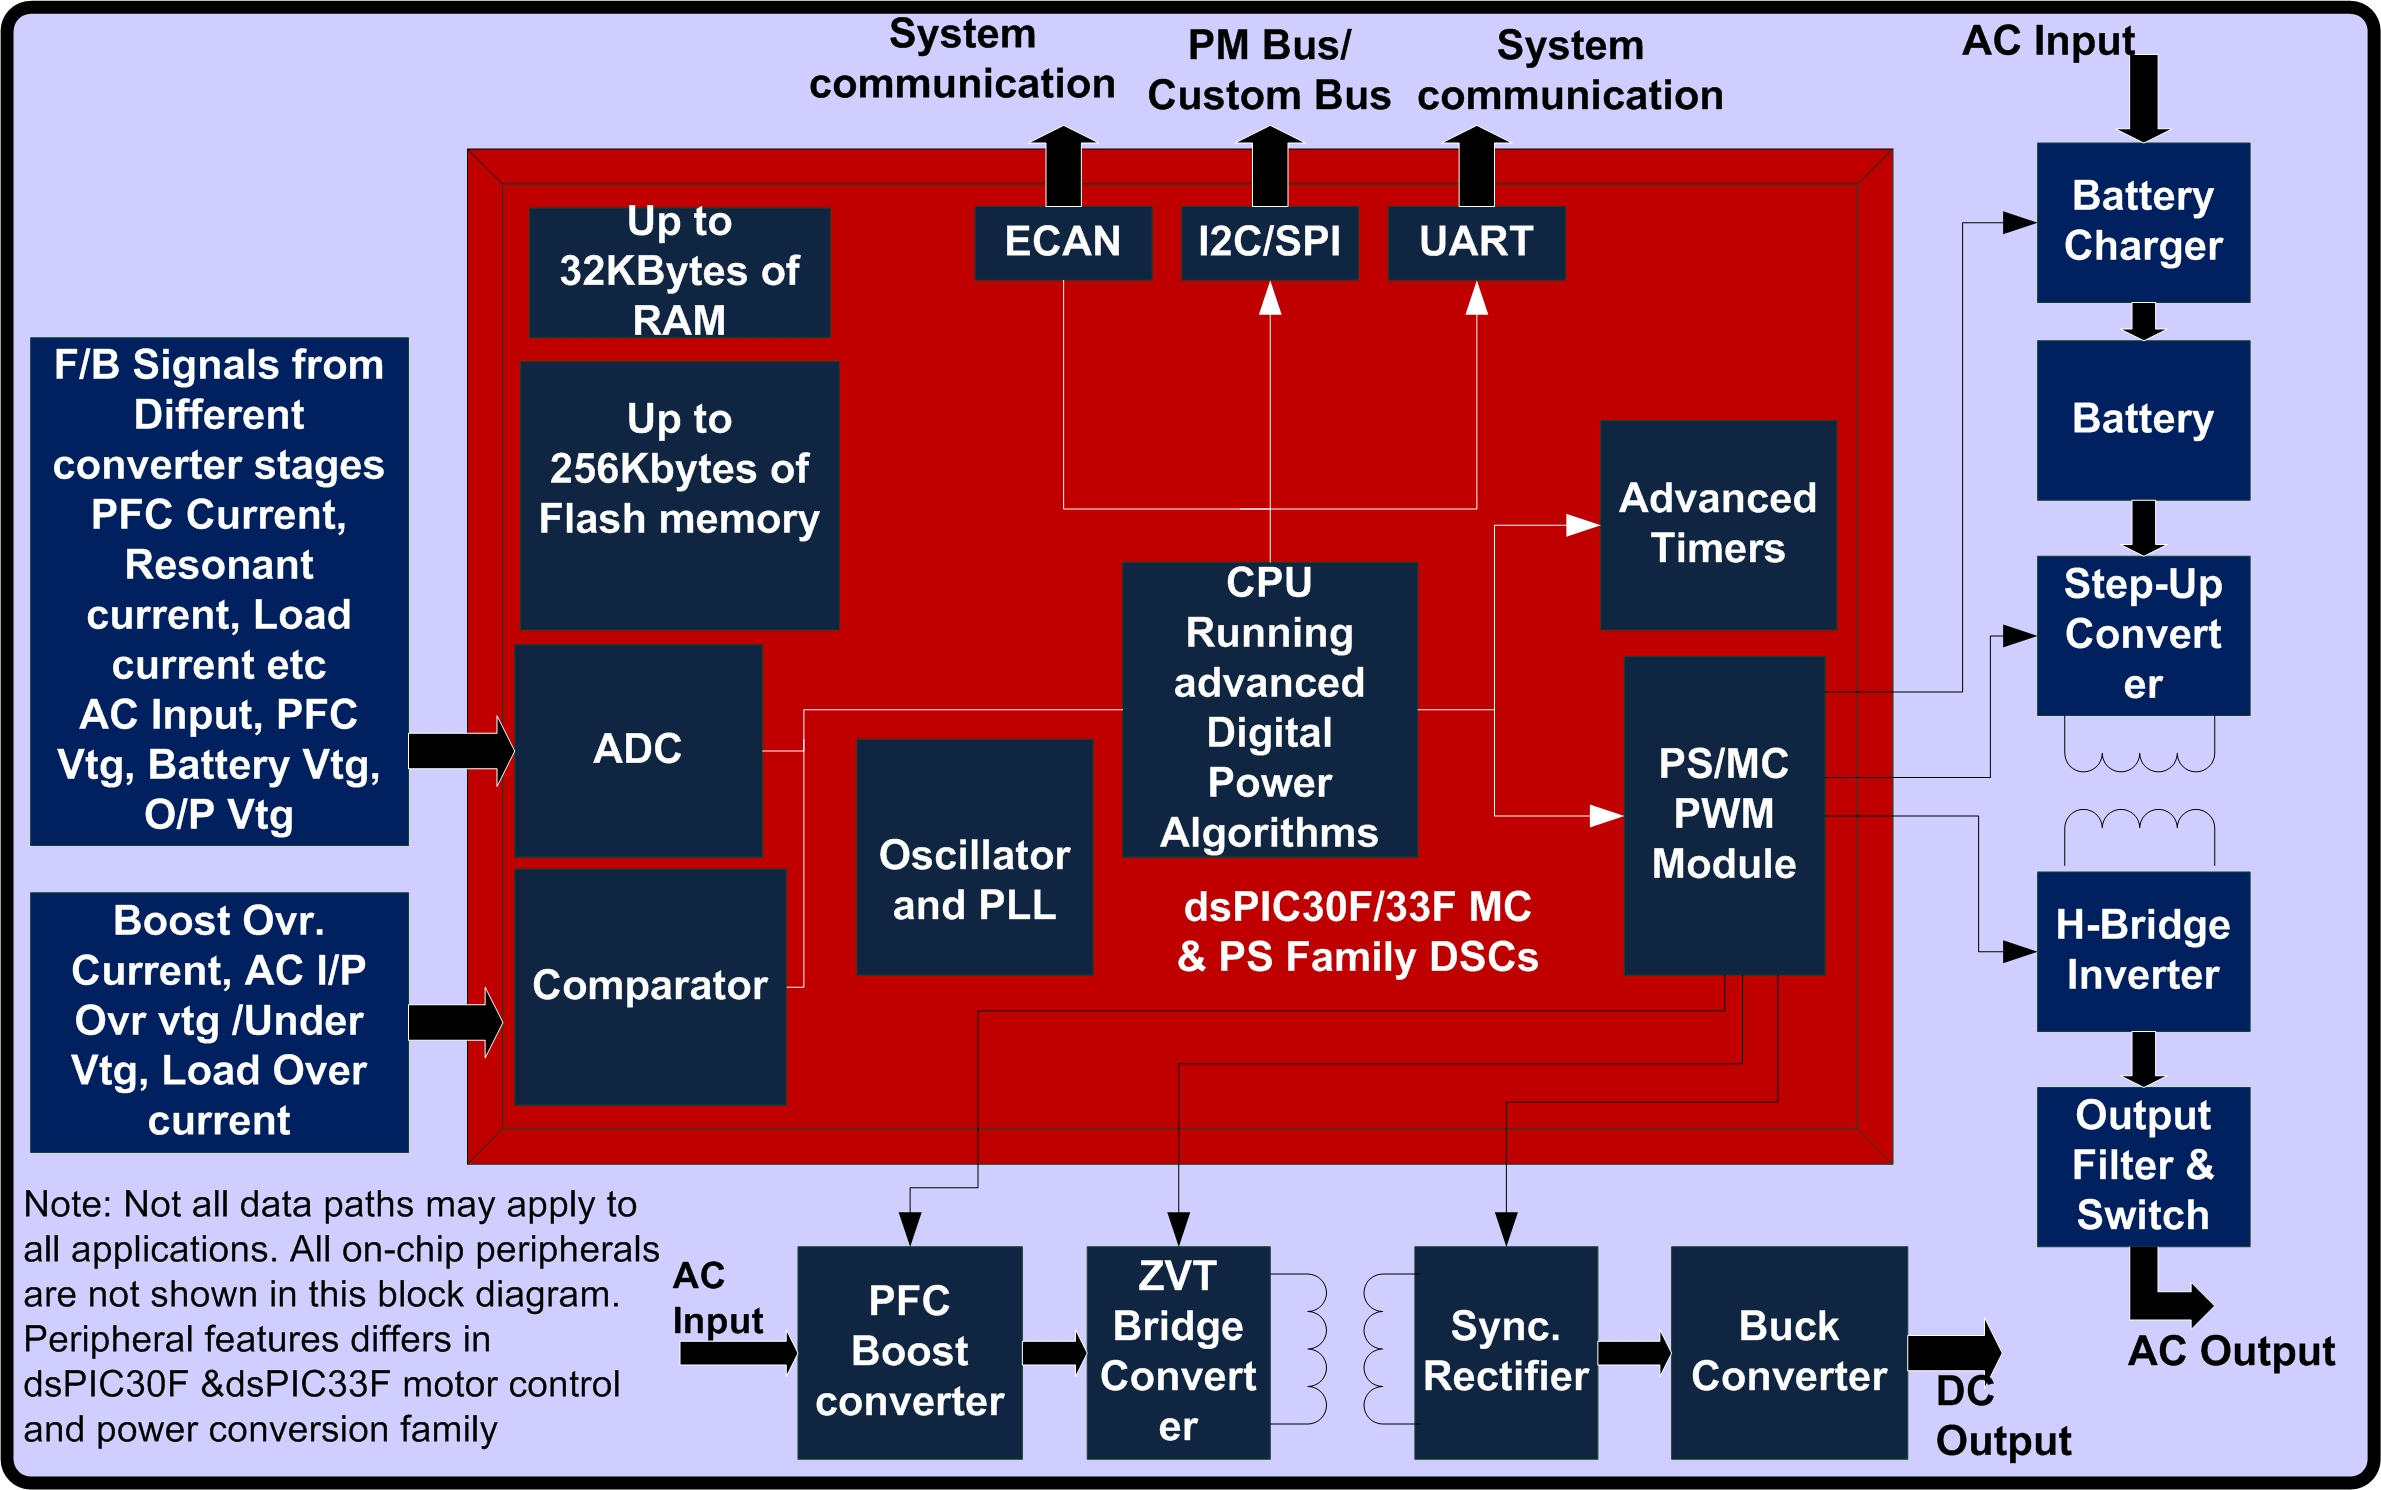 System
communication
PM Bus/
Custom Bus
System
communication
AC Input
Up to
32KBytes of
RAM
ECAN
I2C/SPI
UART
Battery
Charger
F/B Signals from
Different
converter stages
PFC Current,
Resonant
current, Load
current etc
AC Input, PFC
Vtg, Battery Vtg,
O/P Vtg
Up to
256Kbytes of
Flash memory
Battery
Advanced
Timers
CPU
Running
advanced
Digital
Power
Algorithms
Step-Up
Convert
er
ADC
PS/MC
PWM
Module
Oscillator
and PLL
dsPIC30F/33F MC
& PS Family DSCs
H-Bridge
Inverter
Boost Ovr.
Current, AC I/P
Ovr vtg /Under
Vtg, Load Over
current
Comparator
Output
Filter &
Switch
Note: Not all data paths may apply to
all applications. All on-chip peripherals
are not shown in this block diagram.
Peripheral features differs in
dsPIC30F &dsPIC33F motor control
and power conversion family
AC
Input
PFC
Boost
converter
ZVT
Bridge
Convert
er
Sync.
Rectifier
Buck
Converter
DC
Output
AC Output